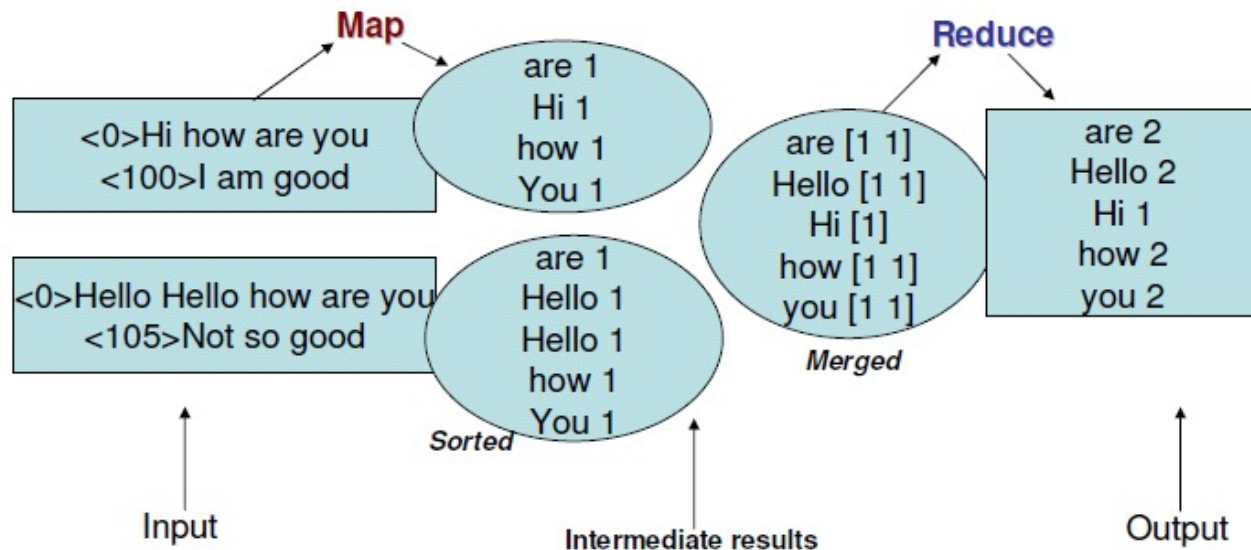 Map
Reduce
<0>Hi how are you
<100>I am good
are 1
Hi 1
how 1
You 1
<0>Hello Hello how are you
<105>Not so good
are 1
Hello 1
Hello 1
how 1
You 1
Sorted
are [1 1]
Hello [1 1]
Hi [1]
how [1 1]
you [1 1]
Merged
are 2
Hello 2
Hi 1
how 2
you 2
Input
Intermediate results
Output